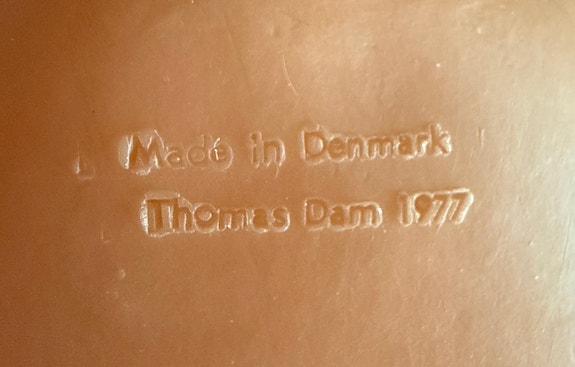 Made in Denmark
Thomas Dam 1977